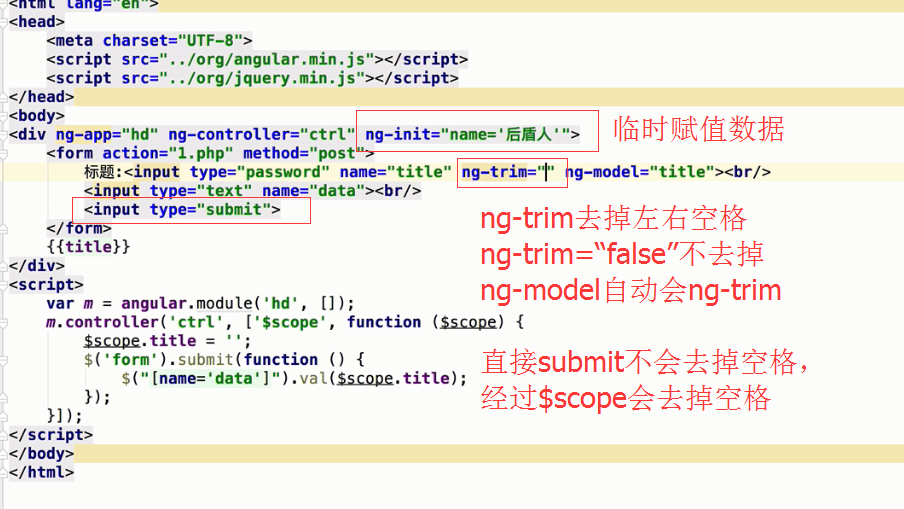 <html lang="en">
<head>
<meta charset="UTF-8">
<script src="../org/angular.min.js"></script>
<script src="../org/jquery.min.js"></script>
</head>
<body>
<div ng-app="hd" ng-controller="ctrl" ng-init="name='后盾人'">
临时赋值数据
<form action="1.php" method="post">
标题:<input type="password" name="title" ng-trim="" ng-model="title"><br/>
<input type="text" name="data"><br/>
<input type="submit">
</form>
{{title}}
</div>
ng-trim去掉左右空格
ng-trim=“false”不去掉
ng-model自动会ng-trim
<script>
var m = angular.module('hd', []);
m.controller('ctrl', ['$scope', function ($scope) {
$scope.title = '';
$('form').submit(function () {
$("[name='data']").val($scope.title);
});
}]);
直接submit不会去掉空格，
经过$scope会去掉空格
</script>
</body>
</html>